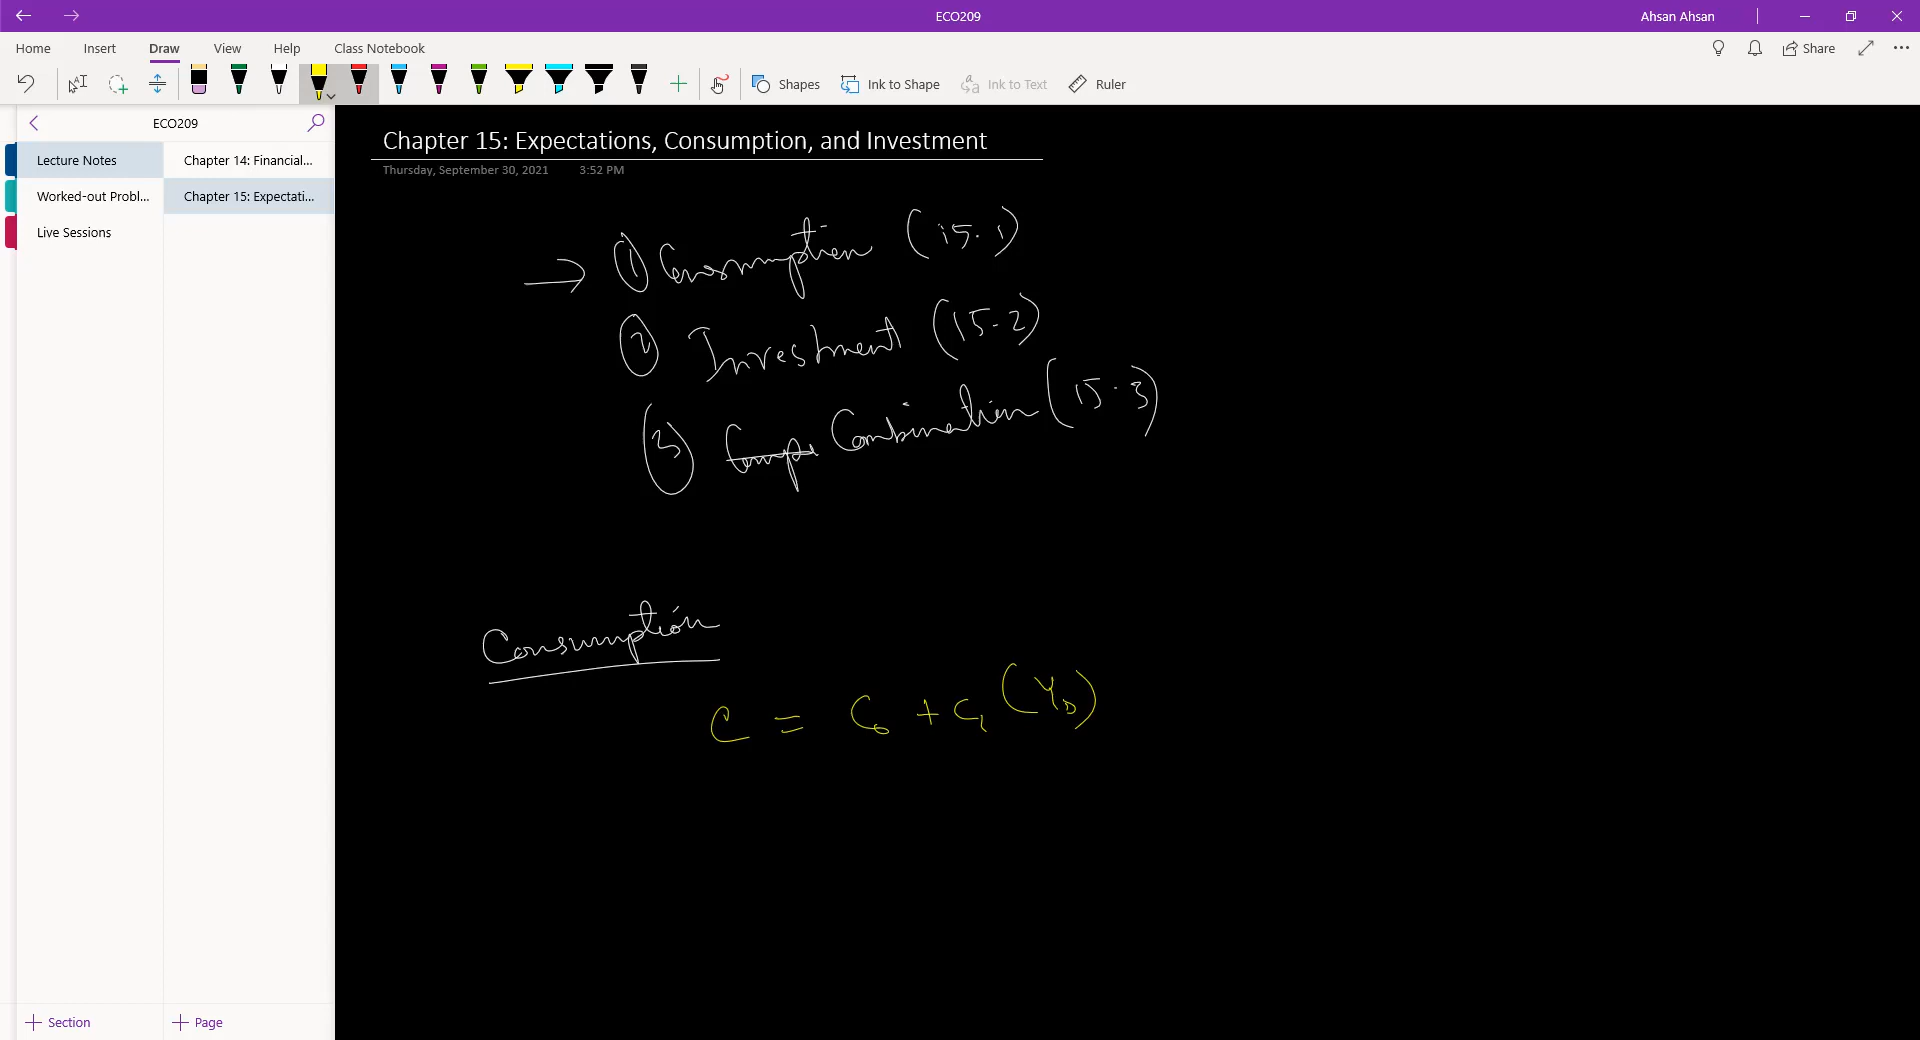 ECO209
Ahsan Ahsan
Home Insert Draw View Help Class Notebook
Share
Shapes Ink to Shape Ink to Text Ruler
ECO209
Lecture Notes
Worked-out Probl...
Live Sessions
Chapter 14: Financial...
Chapter 15: Expectati...
Chapter 15: Expectations, Consumption, and Investment
Thursday, September 30, 2021 3:52 PM
→ ① Consumption (15.1)
② Investment (15.2)
③ Comp Combination (15.3)
Consumption
C = C₀ + C₁ (Y_D)
+ Section
+ Page